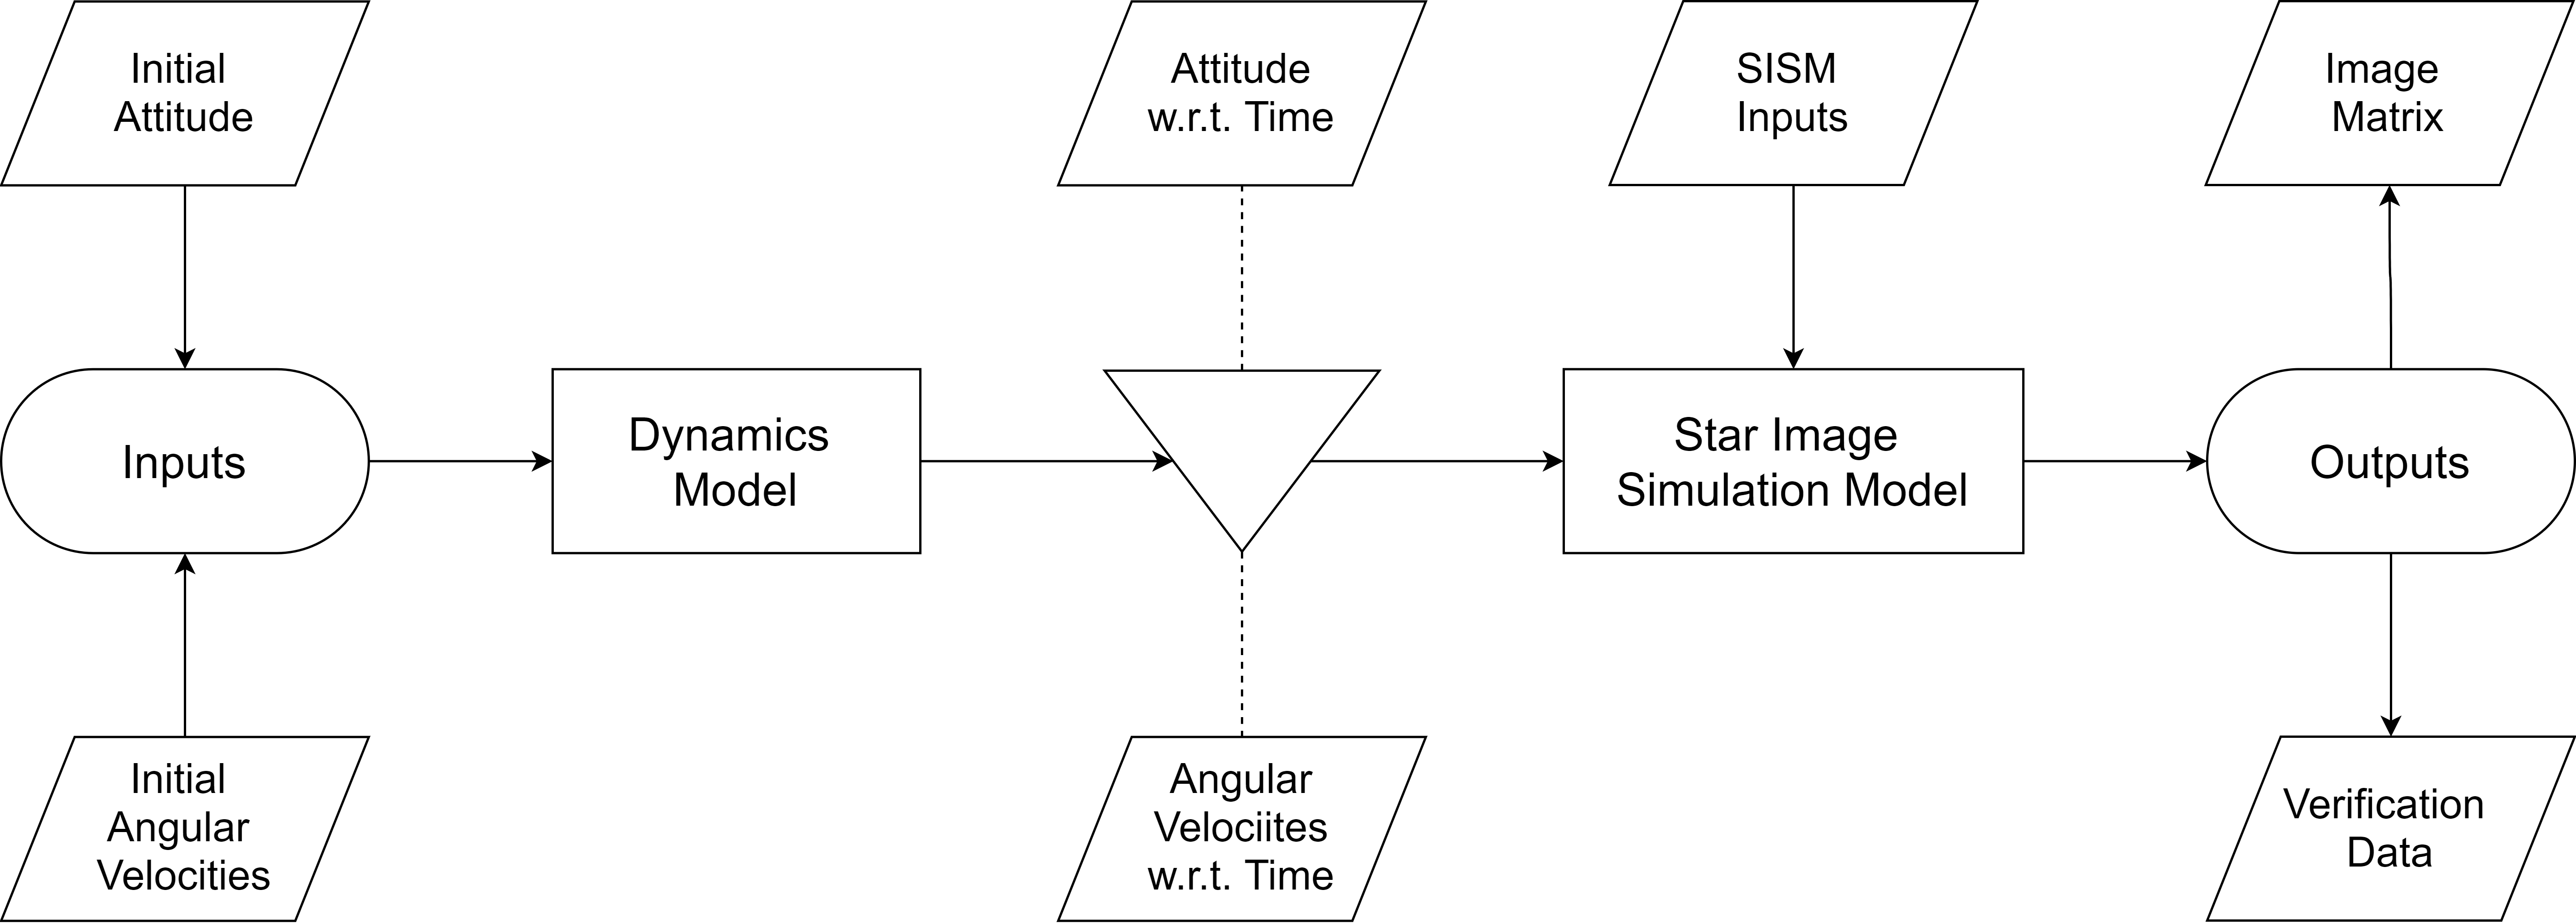 Initial
Attitude
Attitude
w.r.t. Time
SISM
Inputs
Image
Matrix
Inputs
Dynamics
Model
Star Image
Simulation Model
Outputs
Initial
Angular
Velocities
Angular
Velociites
w.r.t. Time
Verification
Data